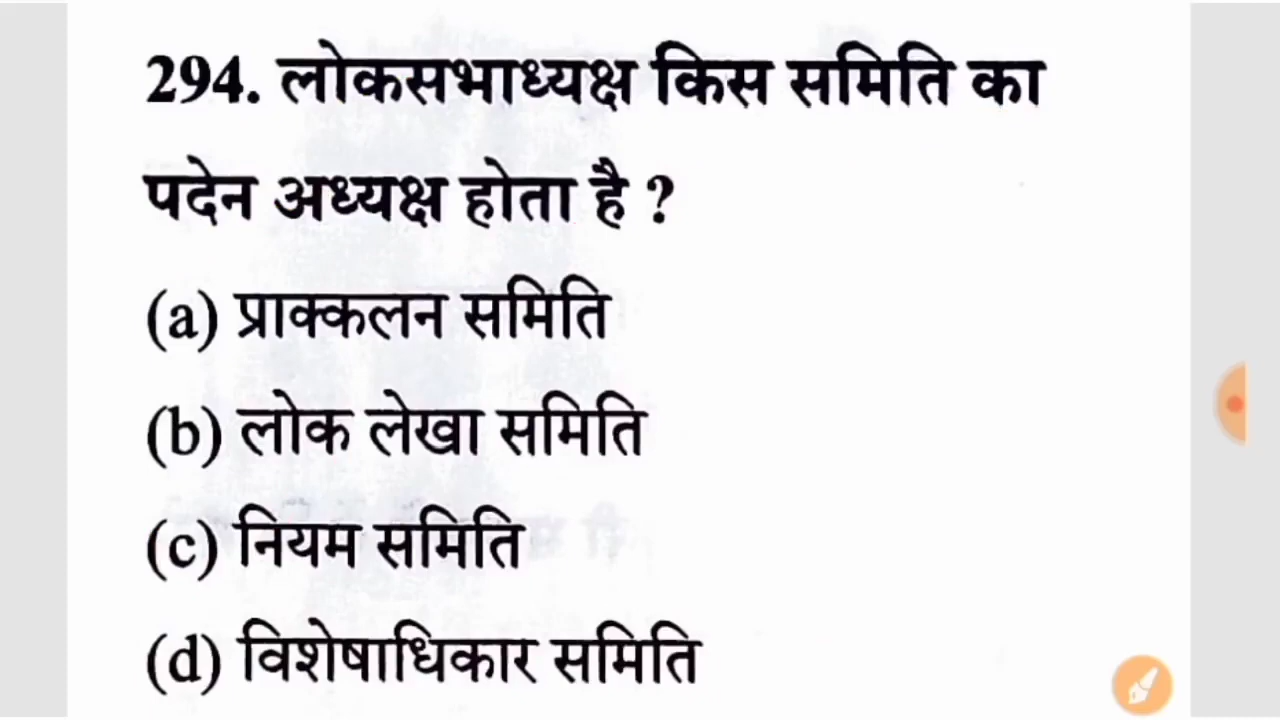 294. लोकसभाध्यक्ष किस समिति का
पदेन अध्यक्ष होता है ?
(a) प्राक्कलन समिति
(b) लोक लेखा समिति
(c) नियम समिति
(d) विशेषाधिकार समिति